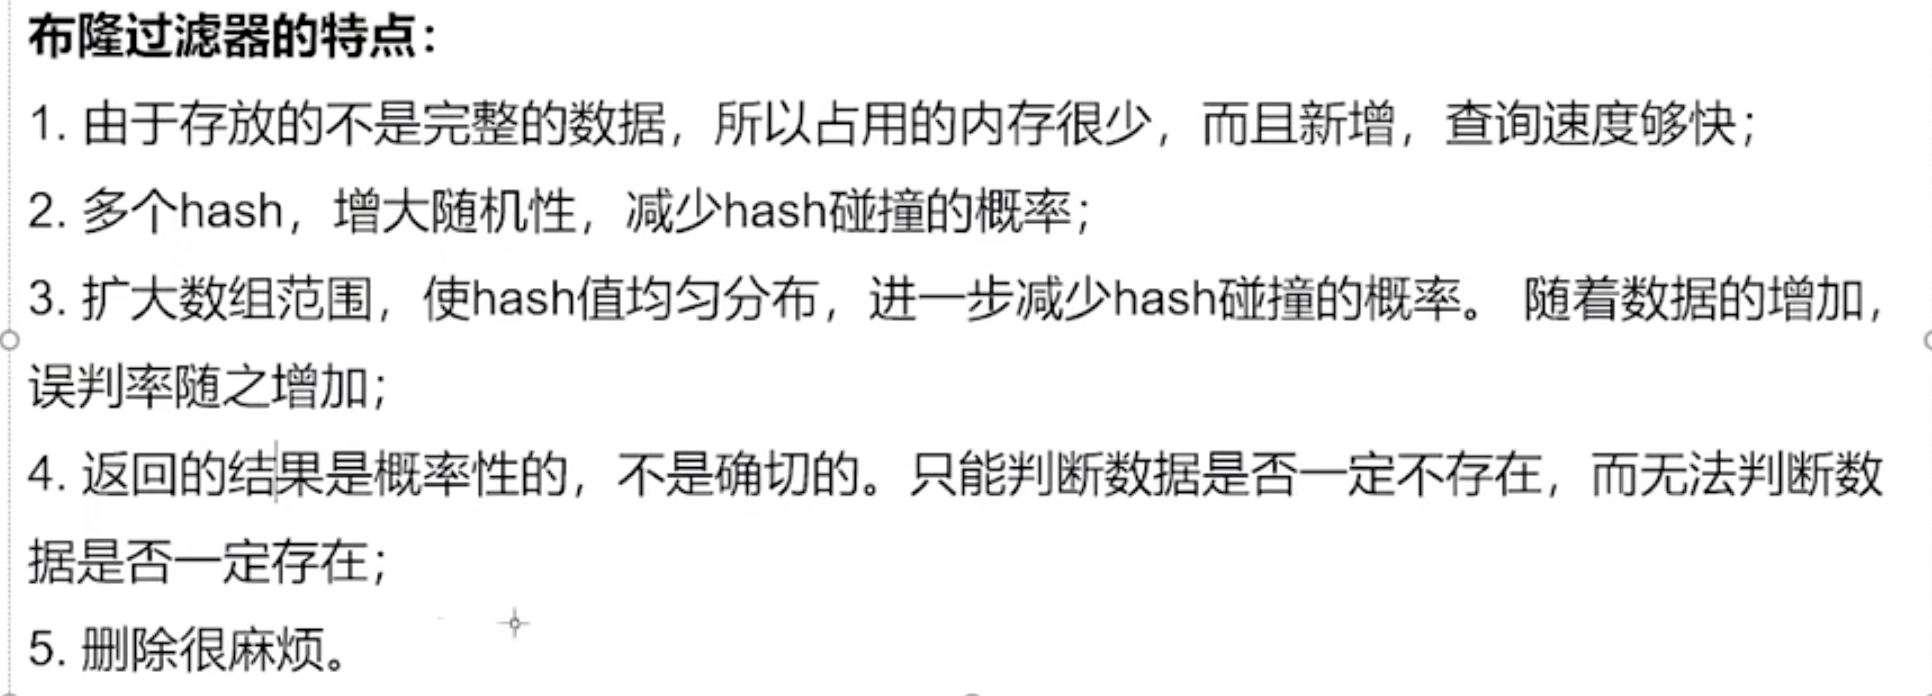 布隆过滤器的特点：
1. 由于存放的不是完整的数据，所以占用的内存很少，而且新增，查询速度够快；
2. 多个hash，增大随机性，减少hash碰撞的概率；
3. 扩大数组范围，使hash值均匀分布，进一步减少hash碰撞的概率。 随着数据的增加，
误判率随之增加；
4. 返回的结果是概率性的，不是确切的。只能判断数据是否一定不存在，而无法判断数
据是否一定存在；
5. 删除很麻烦。